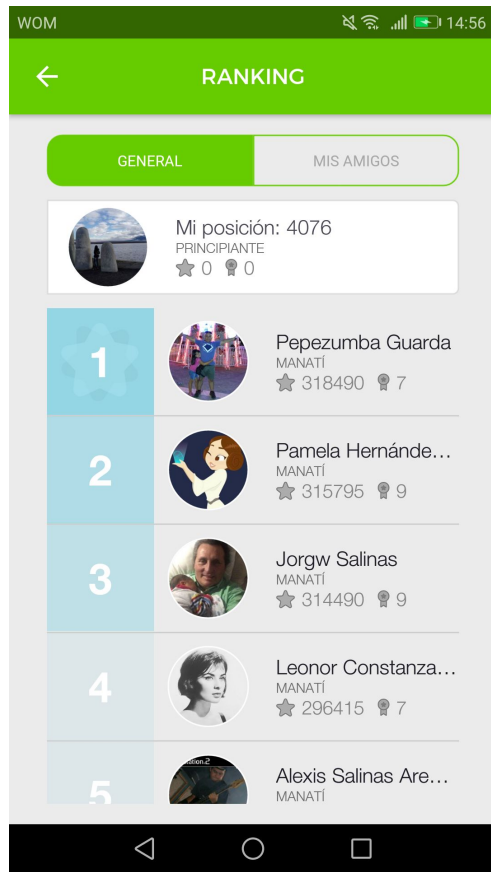 WOM 14:56
RANKING
GENERAL MIS AMIGOS
Mi posición: 4076
PRINCIPIANTE
0 0
1
Pepezumba Guarda
MANATÍ
318490 7
2
Pamela Hernánde...
MANATÍ
315795 9
3
Jorgw Salinas
MANATÍ
314490 9
4
Leonor Constanza...
MANATÍ
296415 7
5
Alexis Salinas Are...
MANATÍ